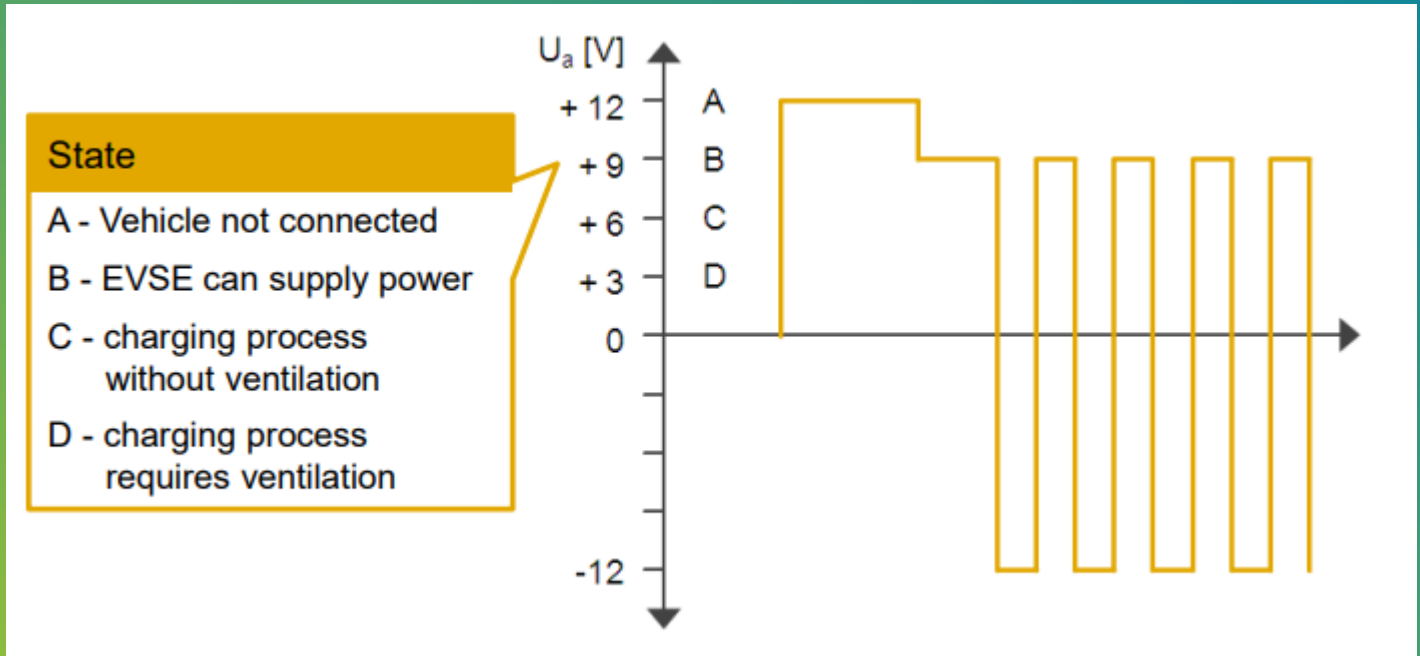 State
A - Vehicle not connected
B - EVSE can supply power
C - charging process
without ventilation
D - charging process
requires ventilation
Ua [V]
+ 12 A
+ 9 B
+ 6 C
+ 3 D
0
-12